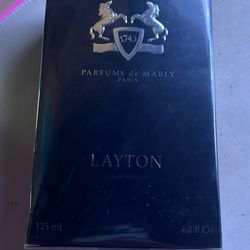 1743
PARFUMS de MARLY
PARIS
LAYTON
EAU DE PARFUM
125 ml 4.2 fl.OZ